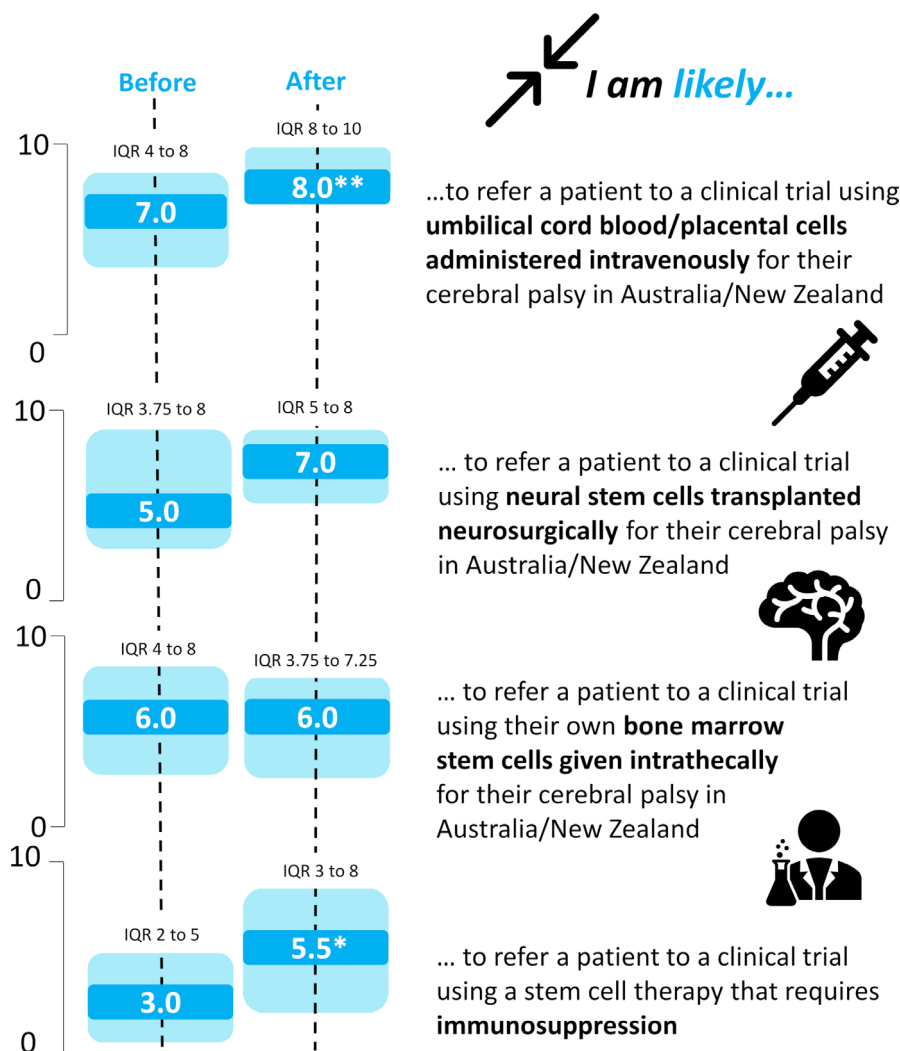 Before
After
I am likely...
IQR 4 to 8
IQR 8 to 10
10
7.0
8.0**
0
...to refer a patient to a clinical trial using
umbilical cord blood/placental cells
administered intravenously for their
cerebral palsy in Australia/New Zealand
IQR 3.75 to 8
IQR 5 to 8
10
5.0
7.0
0
... to refer a patient to a clinical trial
using neural stem cells transplanted
neurosurgically for their cerebral palsy
in Australia/New Zealand
10
IQR 4 to 8
IQR 3.75 to 7.25
6.0
6.0
0
... to refer a patient to a clinical trial
using their own bone marrow
stem cells given intrathecally
for their cerebral palsy in
Australia/New Zealand
10
IQR 2 to 5
IQR 3 to 8
3.0
5.5*
0
... to refer a patient to a clinical trial
using a stem cell therapy that requires
immunosuppression